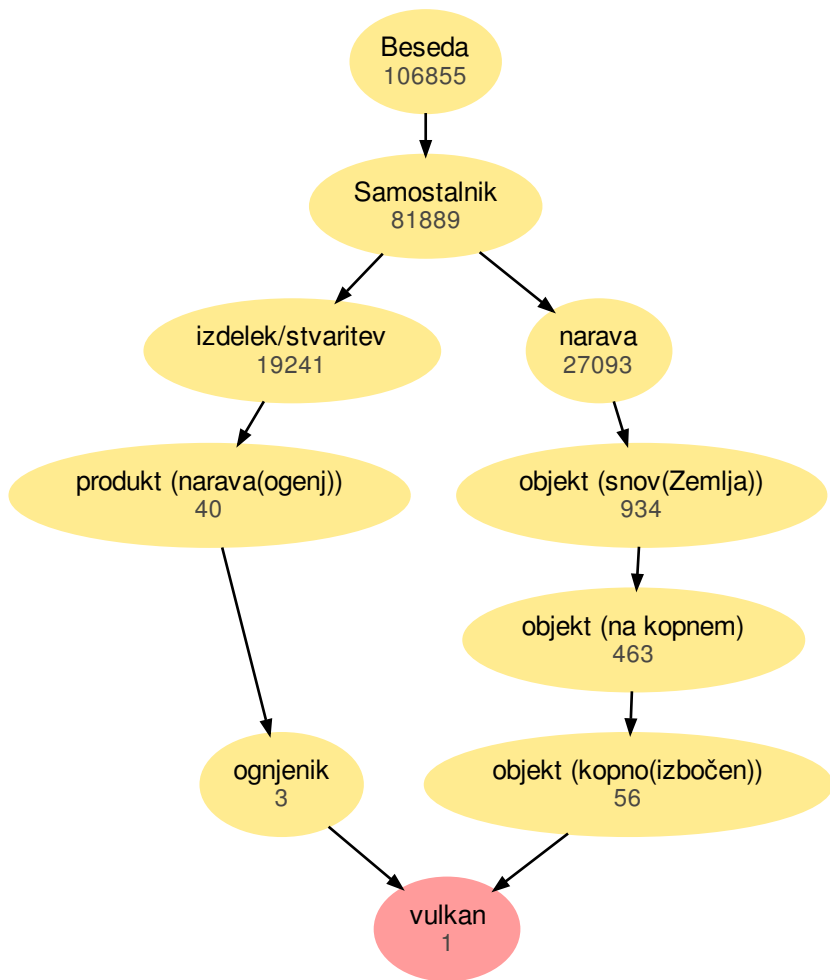 Beseda
106855
Samostalnik
81889
izdelek/stvaritev
19241
narava
27093
produkt (narava(ogenj))
40
objekt (snov(Zemlja))
934
objekt (na kopnem)
463
ognjenik
3
objekt (kopno(izbočen))
56
vulkan
1